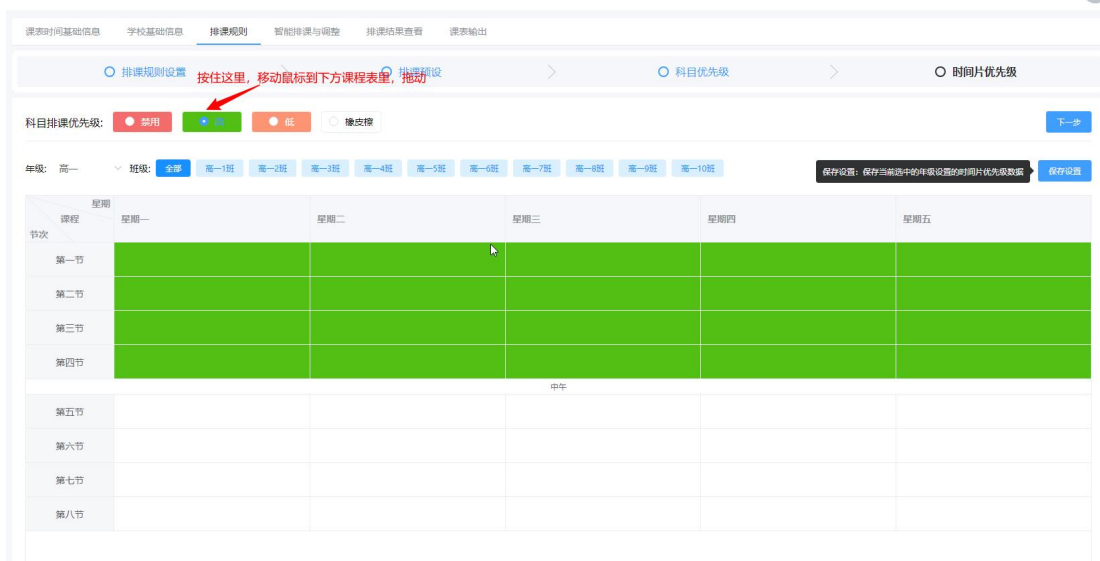 课表时间基础信息 学校基础信息 排课规则 智能排课与调整 排课结果查看 课表输出
排课规则设置 排课预设 科目优先级 时间片优先级
按住这里，移动鼠标到下方课程表里，拖动
科目排课优先级: 禁用 高 低 橡皮擦 下一步
年级: 高一 班级: 全部 高一1班 高一2班 高一3班 高一4班 高一5班 高一6班 高一7班 高一8班 高一9班 高一10班 保存设置：保存当前选中的年级设置的时间片优先级数据 保存设置
星期
课程 星期一 星期二 星期三 星期四 星期五
节次
第一节
第二节
第三节
第四节
中午
第五节
第六节
第七节
第八节